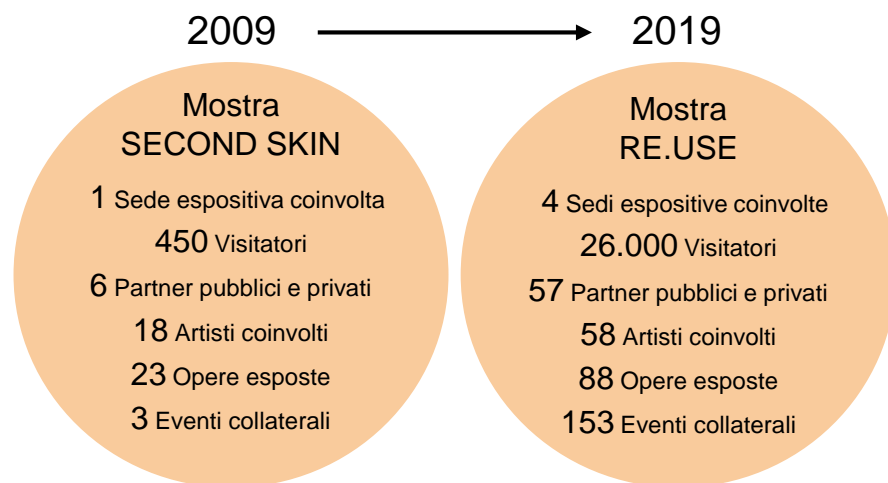 2009
2019
Mostra
SECOND SKIN
1 Sede espositiva coinvolta
450 Visitatori
6 Partner pubblici e privati
18 Artisti coinvolti
23 Opere esposte
3 Eventi collaterali
Mostra
RE.USE
4 Sedi espositive coinvolte
26.000 Visitatori
57 Partner pubblici e privati
58 Artisti coinvolti
88 Opere esposte
153 Eventi collaterali